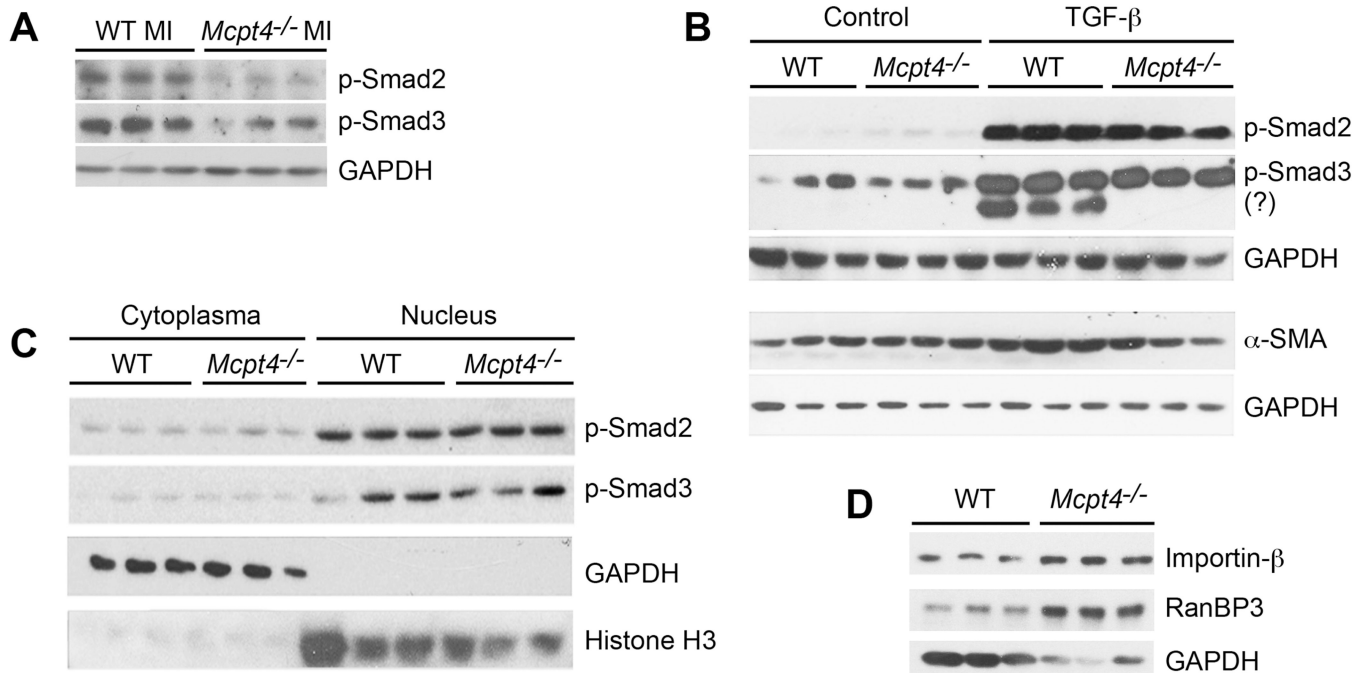 A
WT MI Mcpt4-/- MI
p-Smad2
p-Smad3
GAPDH
B
Control TGF-β
WT Mcpt4-/- WT Mcpt4-/-
p-Smad2
p-Smad3
(?)
GAPDH
α-SMA
GAPDH
C
Cytoplasma Nucleus
WT Mcpt4-/- WT Mcpt4-/-
p-Smad2
p-Smad3
GAPDH
Histone H3
D
WT Mcpt4-/-
Importin-β
RanBP3
GAPDH